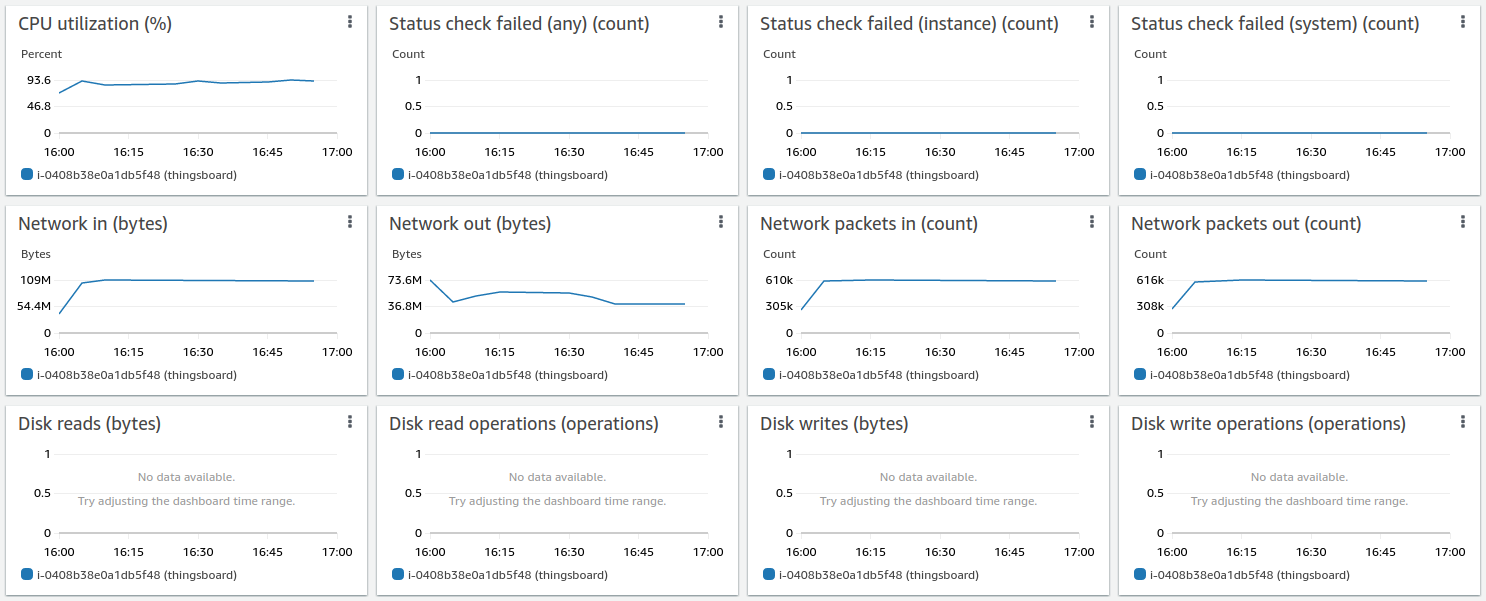 CPU utilization (%)
Percent
93.6
46.8
0
16:00 16:15 16:30 16:45 17:00
i-0408b38e0a1db5f48 (thingsboard)
Status check failed (any) (count)
Count
1
0.5
0
16:00 16:15 16:30 16:45 17:00
i-0408b38e0a1db5f48 (thingsboard)
Status check failed (instance) (count)
Count
1
0.5
0
16:00 16:15 16:30 16:45 17:00
i-0408b38e0a1db5f48 (thingsboard)
Status check failed (system) (count)
Count
1
0.5
0
16:00 16:15 16:30 16:45 17:00
i-0408b38e0a1db5f48 (thingsboard)
Network in (bytes)
Bytes
109M
54.4M
0
16:00 16:15 16:30 16:45 17:00
i-0408b38e0a1db5f48 (thingsboard)
Network out (bytes)
Bytes
73.6M
36.8M
0
16:00 16:15 16:30 16:45 17:00
i-0408b38e0a1db5f48 (thingsboard)
Network packets in (count)
Count
610k
305k
0
16:00 16:15 16:30 16:45 17:00
i-0408b38e0a1db5f48 (thingsboard)
Network packets out (count)
Count
616k
308k
0
16:00 16:15 16:30 16:45 17:00
i-0408b38e0a1db5f48 (thingsboard)
Disk reads (bytes)
1
No data available.
0.5
Try adjusting the dashboard time range.
0
16:00 16:15 16:30 16:45 17:00
i-0408b38e0a1db5f48 (thingsboard)
Disk read operations (operations)
1
No data available.
0.5
Try adjusting the dashboard time range.
0
16:00 16:15 16:30 16:45 17:00
i-0408b38e0a1db5f48 (thingsboard)
Disk writes (bytes)
1
No data available.
0.5
Try adjusting the dashboard time range.
0
16:00 16:15 16:30 16:45 17:00
i-0408b38e0a1db5f48 (thingsboard)
Disk write operations (operations)
1
No data available.
0.5
Try adjusting the dashboard time range.
0
16:00 16:15 16:30 16:45 17:00
i-0408b38e0a1db5f48 (thingsboard)